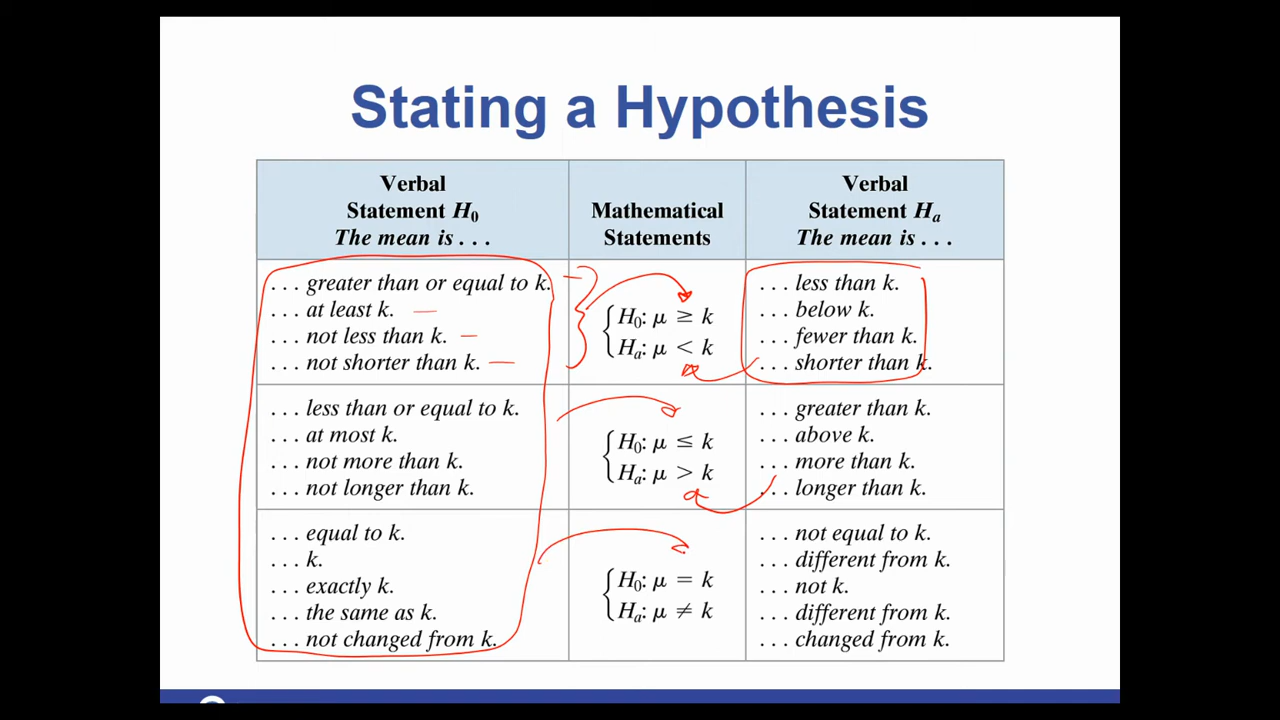 Stating a Hypothesis
Verbal
Statement H₀
The mean is . . .
Mathematical
Statements
Verbal
Statement Hₐ
The mean is . . .
. . . greater than or equal to k.
. . . at least k.
. . . not less than k.
. . . not shorter than k.
H₀: μ ≥ k
Hₐ: μ < k
. . . less than k.
. . . below k.
. . . fewer than k.
. . . shorter than k.
. . . less than or equal to k.
. . . at most k.
. . . not more than k.
. . . not longer than k.
H₀: μ ≤ k
Hₐ: μ > k
. . . greater than k.
. . . above k.
. . . more than k.
. . . longer than k.
. . . equal to k.
. . . k.
. . . exactly k.
. . . the same as k.
. . . not changed from k.
H₀: μ = k
Hₐ: μ ≠ k
. . . not equal to k.
. . . different from k.
. . . not k.
. . . different from k.
. . . changed from k.